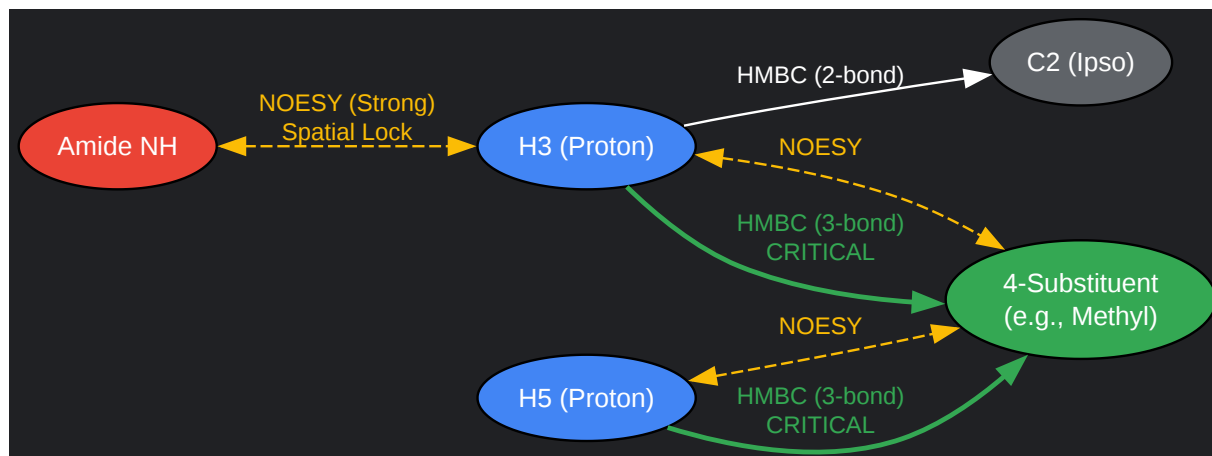 C2 (Ipso)
HMBC (2-bond)
NOESY (Strong)
Spatial Lock
Amide NH
H3 (Proton)
NOESY
HMBC (3-bond)
CRITICAL
4-Substituent
(e.g., Methyl)
NOESY
H5 (Proton)
HMBC (3-bond)
CRITICAL